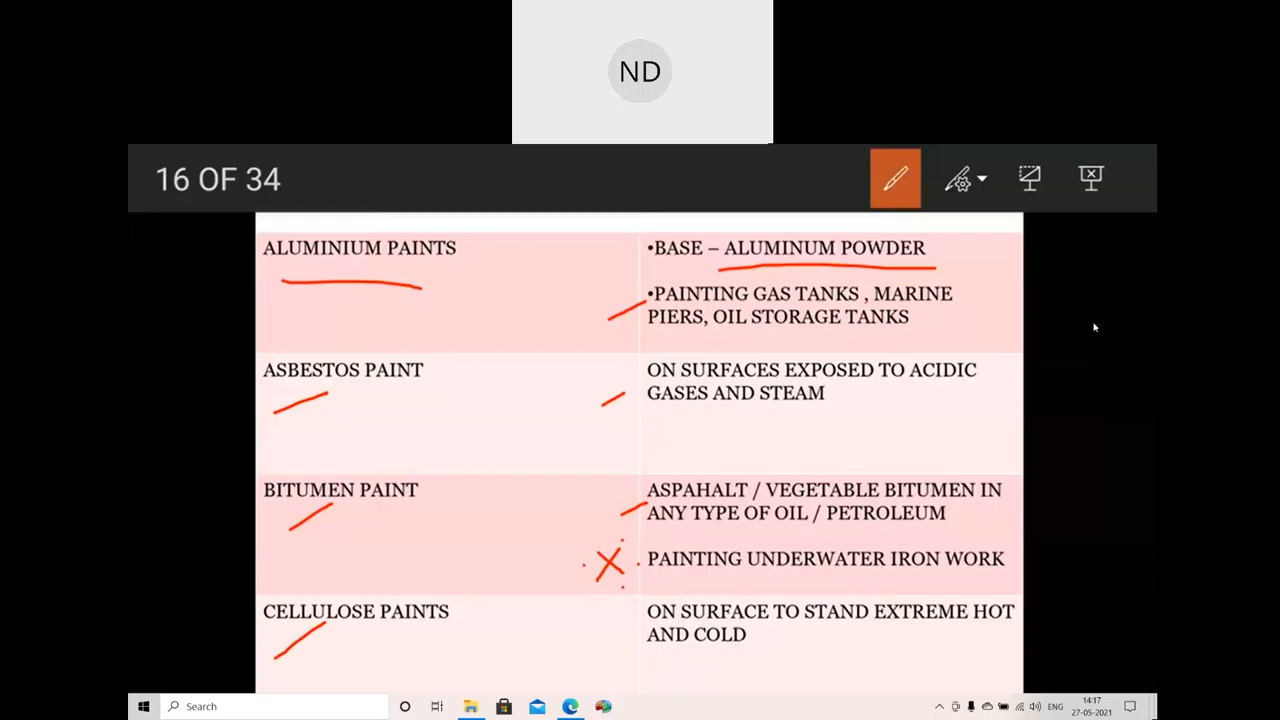 ND
16 OF 34
ALUMINIUM PAINTS
•BASE – ALUMINUM POWDER
•PAINTING GAS TANKS , MARINE
PIERS, OIL STORAGE TANKS
ASBESTOS PAINT
ON SURFACES EXPOSED TO ACIDIC
GASES AND STEAM
BITUMEN PAINT
ASPAHALT / VEGETABLE BITUMEN IN
ANY TYPE OF OIL / PETROLEUM
PAINTING UNDERWATER IRON WORK
CELLULOSE PAINTS
ON SURFACE TO STAND EXTREME HOT
AND COLD
Search
ENG
14:17
27-05-2021